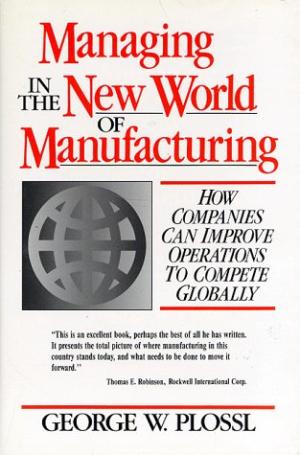 Managing
IN THE New World
OF
Manufacturing
HOW
COMPANIES
CAN IMPROVE
OPERATIONS
TO COMPETE
GLOBALLY
"This is an excellent book, perhaps the best of all he has written.
It presents the total picture of where manufacturing in this
country stands today, and what needs to be done to move it
forward."
Thomas E. Robinson, Rockwell International Corp.
GEORGE W. PLOSSL